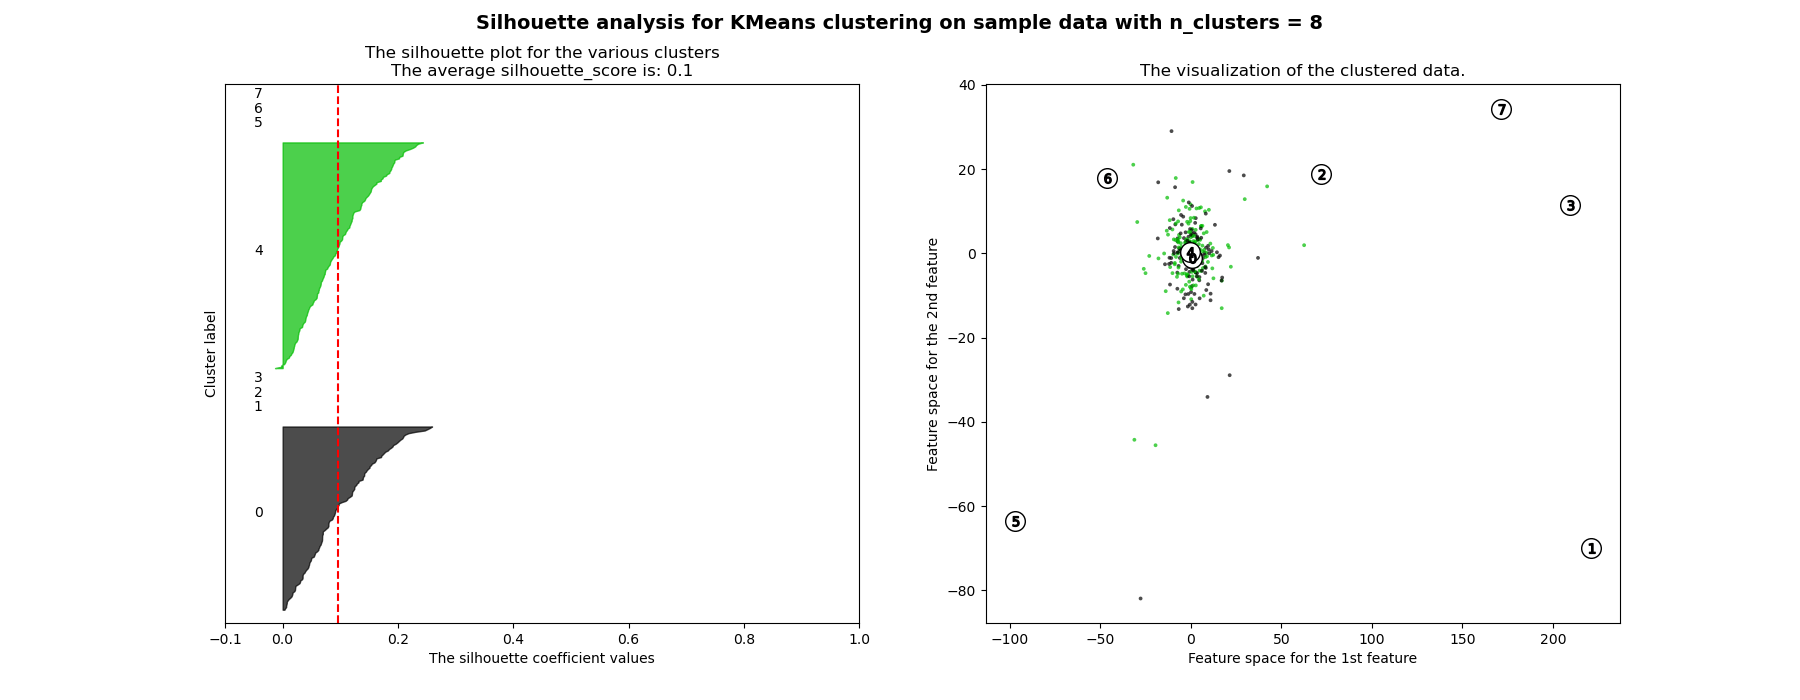 Silhouette analysis for KMeans clustering on sample data with n_clusters = 8
The silhouette plot for the various clusters
The average silhouette_score is: 0.1
7
6
5
4
3
2
1
0
Cluster label
−0.1 0.0 0.2 0.4 0.6 0.8 1.0
The silhouette coefficient values
The visualization of the clustered data.
40
20
0
−20
−40
−60
−80
Feature space for the 2nd feature
7
2
6
3
4
0
5
1
−100 −50 0 50 100 150 200
Feature space for the 1st feature